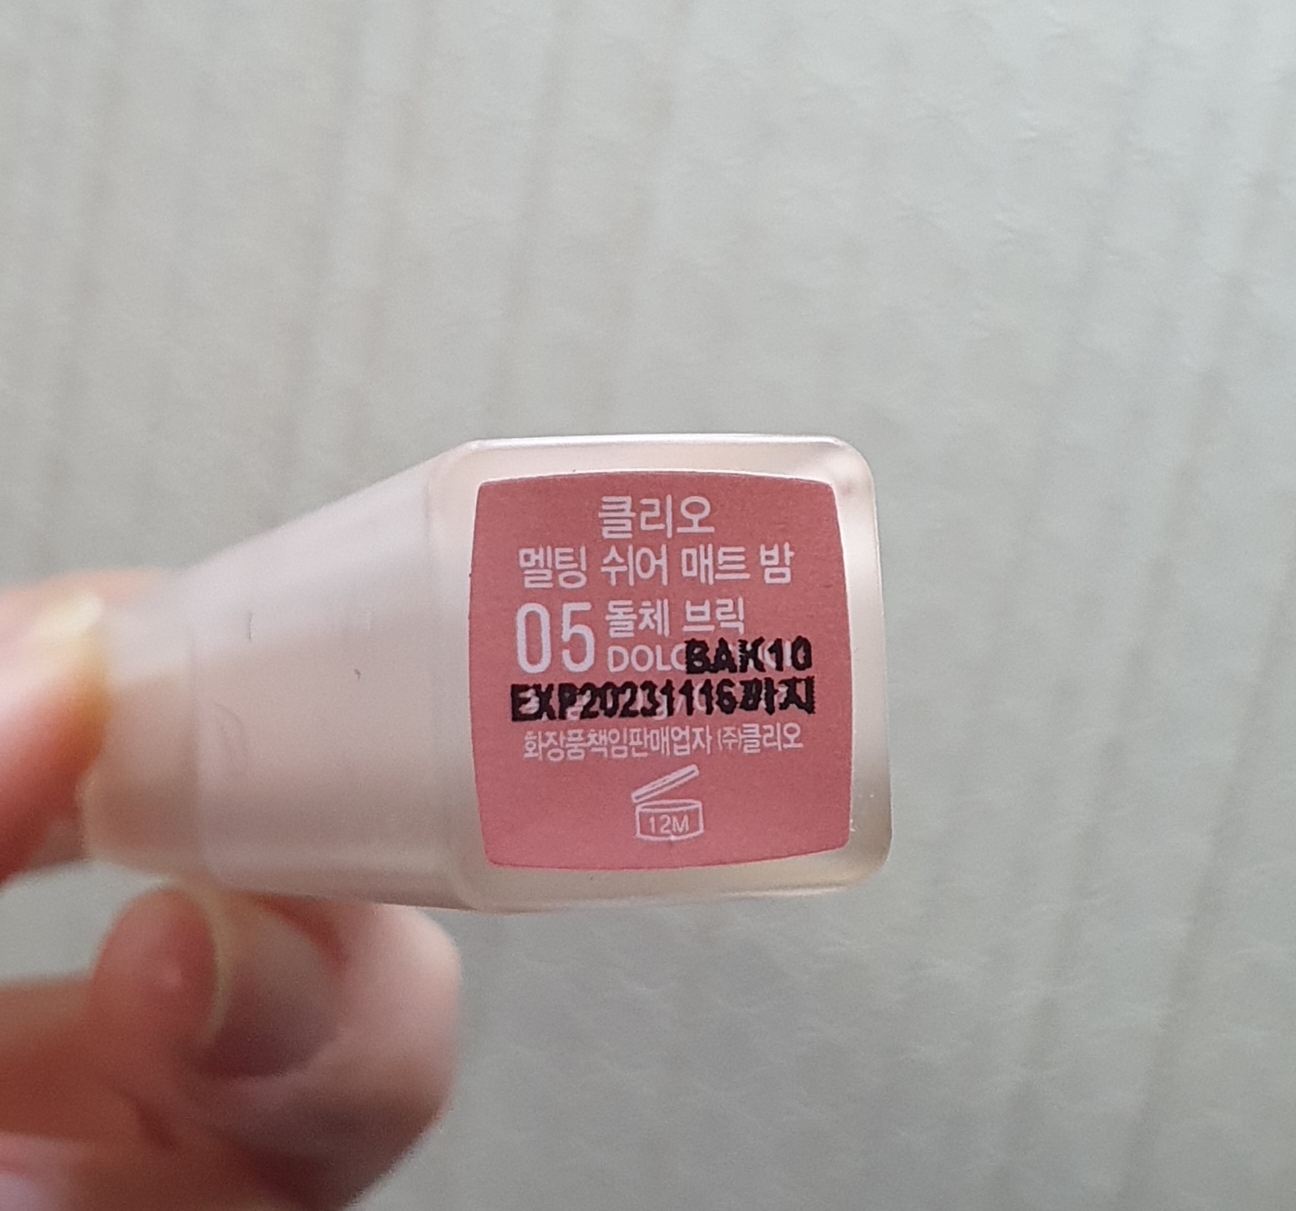 클리오
멜팅 쉬어 매트 밤
05 돌체 브릭
BAK10
EXP20231116까지
화장품책임판매업자 (주)클리오
12M